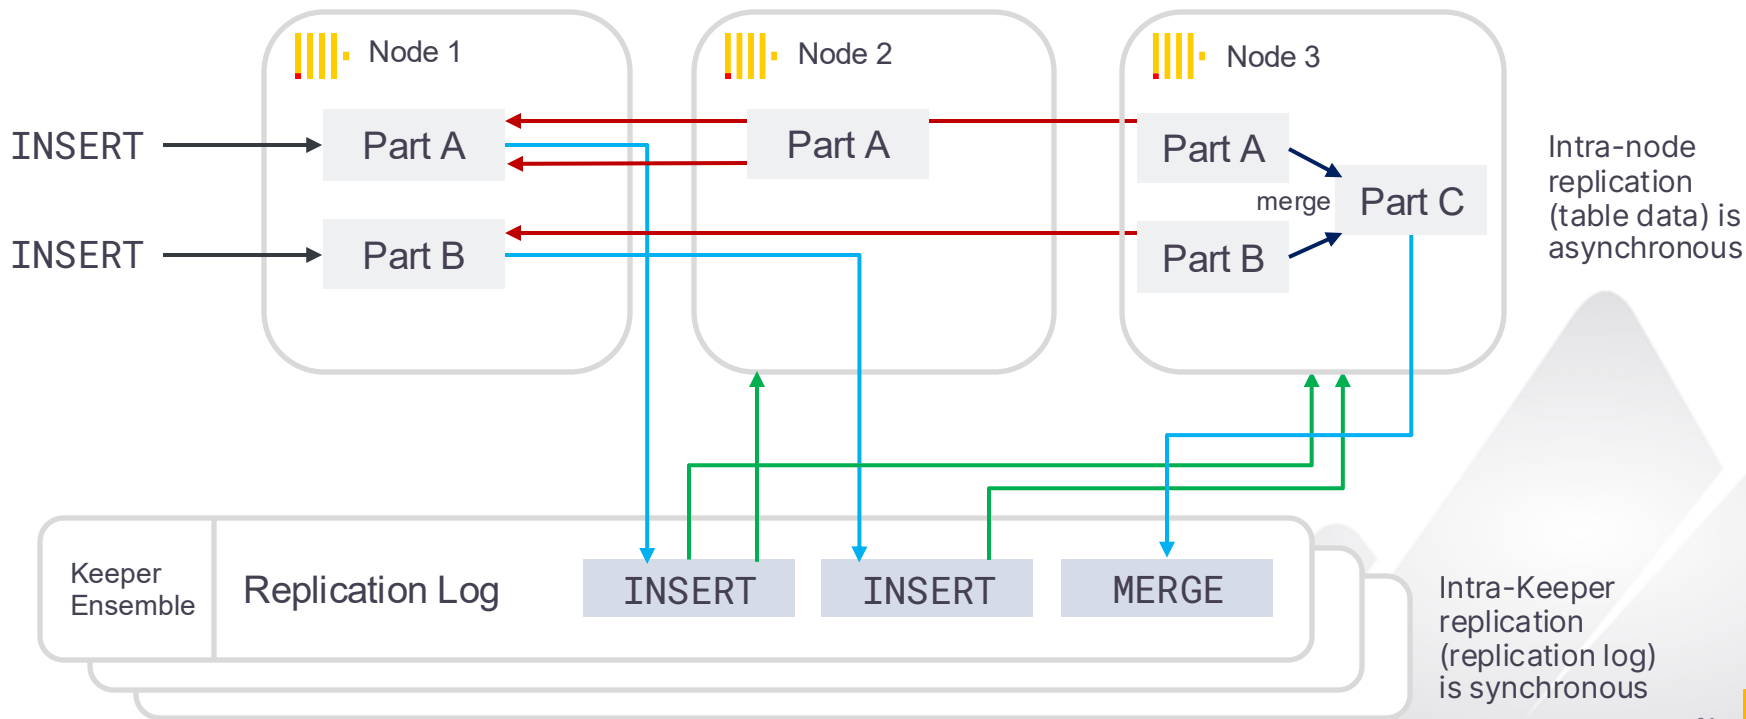 Node 1
Node 2
Node 3
INSERT
Part A
Part A
Part A
merge
Part C
INSERT
Part B
Part B
Intra-node
replication
(table data) is
asynchronous
Keeper
Ensemble
Replication Log
INSERT
INSERT
MERGE
Intra-Keeper
replication
(replication log)
is synchronous